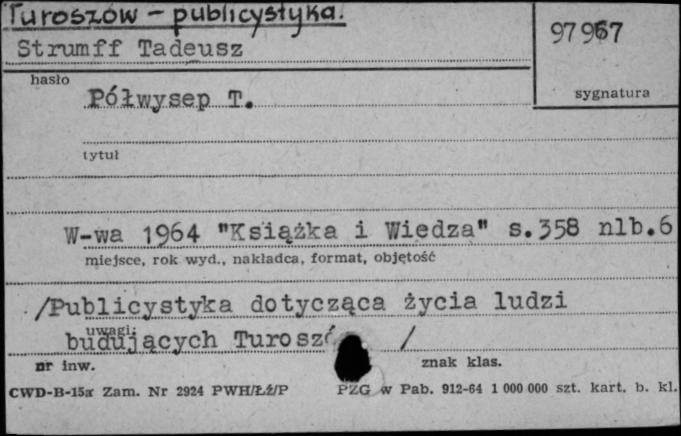 Turoszów - publicystyka.
Strumff Tadeusz
97967
hasło
sygnatura
Półwysep T.
tytuł
W-wa 1964 "Książka i Wiedza" s.358 nlb.6
miejsce, rok wyd., nakładca, format, objętość
/Publicystyka dotycząca życia ludzi
uwagi:
budujących /
nr inw.
znak klas.
CWD-B-15a Zam. Nr 2924 PWH/ŁŻ/P PZG w Pab. 912-64 1 000 000 szt. kart. b. kl.